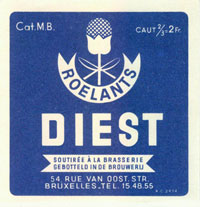 Cat.M.B.
CAUT 2/3=2 Fr.
ROELANTS
DIEST
SOUTIRÉE À LA BRASSERIE
GEBOTTELD IN DE BROUWERIJ
54, RUE VAN OOST. STR.
BRUXELLES.TEL. 15.48.55